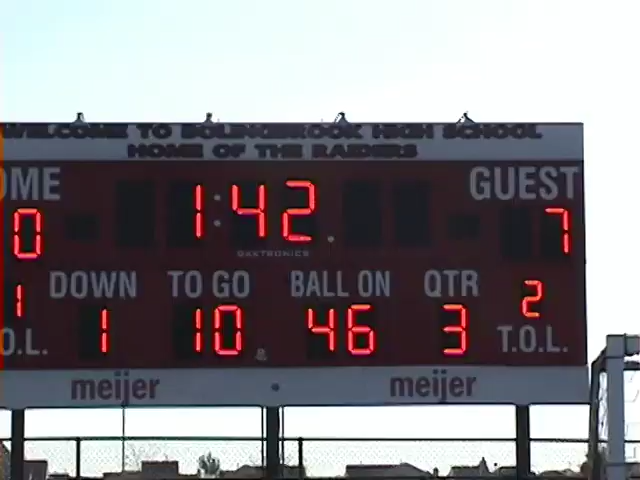 WELCOME TO BOLINGBROOK HIGH SCHOOL
HOME OF THE RAIDERS
OME 1:42 GUEST
0 7
DAKTRONICS
DOWN TO GO BALL ON QTR
1 1 10 46 3 2
O.L. T.O.L.
meijer meijer